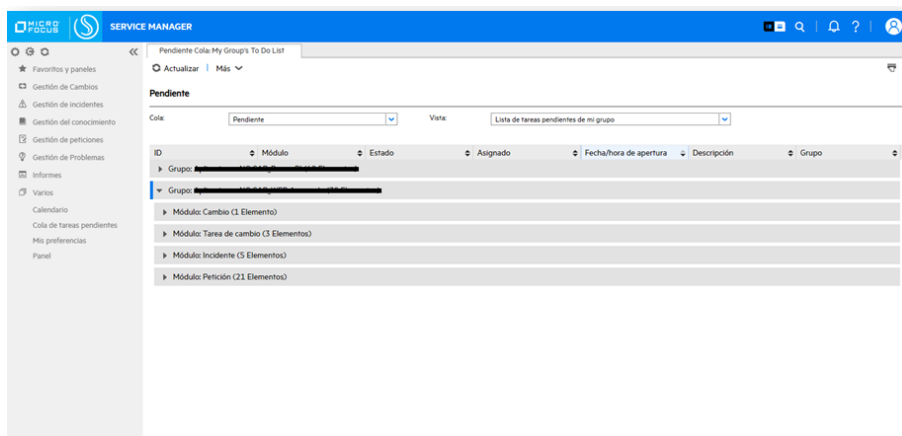 MICRO FOCUS SERVICE MANAGER
Pendiente Cola: My Group's To Do List
Favoritos y paneles
Gestión de Cambios
Gestión de incidentes
Gestión del conocimiento
Gestión de peticiones
Gestión de Problemas
Informes
Varios
Calendario
Cola de tareas pendientes
Mis preferencias
Panel
Actualizar Más
Pendiente
Cola: Pendiente Vista: Lista de tareas pendientes de mi grupo
ID Módulo Estado Asignado Fecha/hora de apertura Descripción Grupo
Grupo:
Grupo:
Módulo: Cambio (1 Elemento)
Módulo: Tarea de cambio (3 Elementos)
Módulo: Incidente (5 Elementos)
Módulo: Petición (21 Elementos)